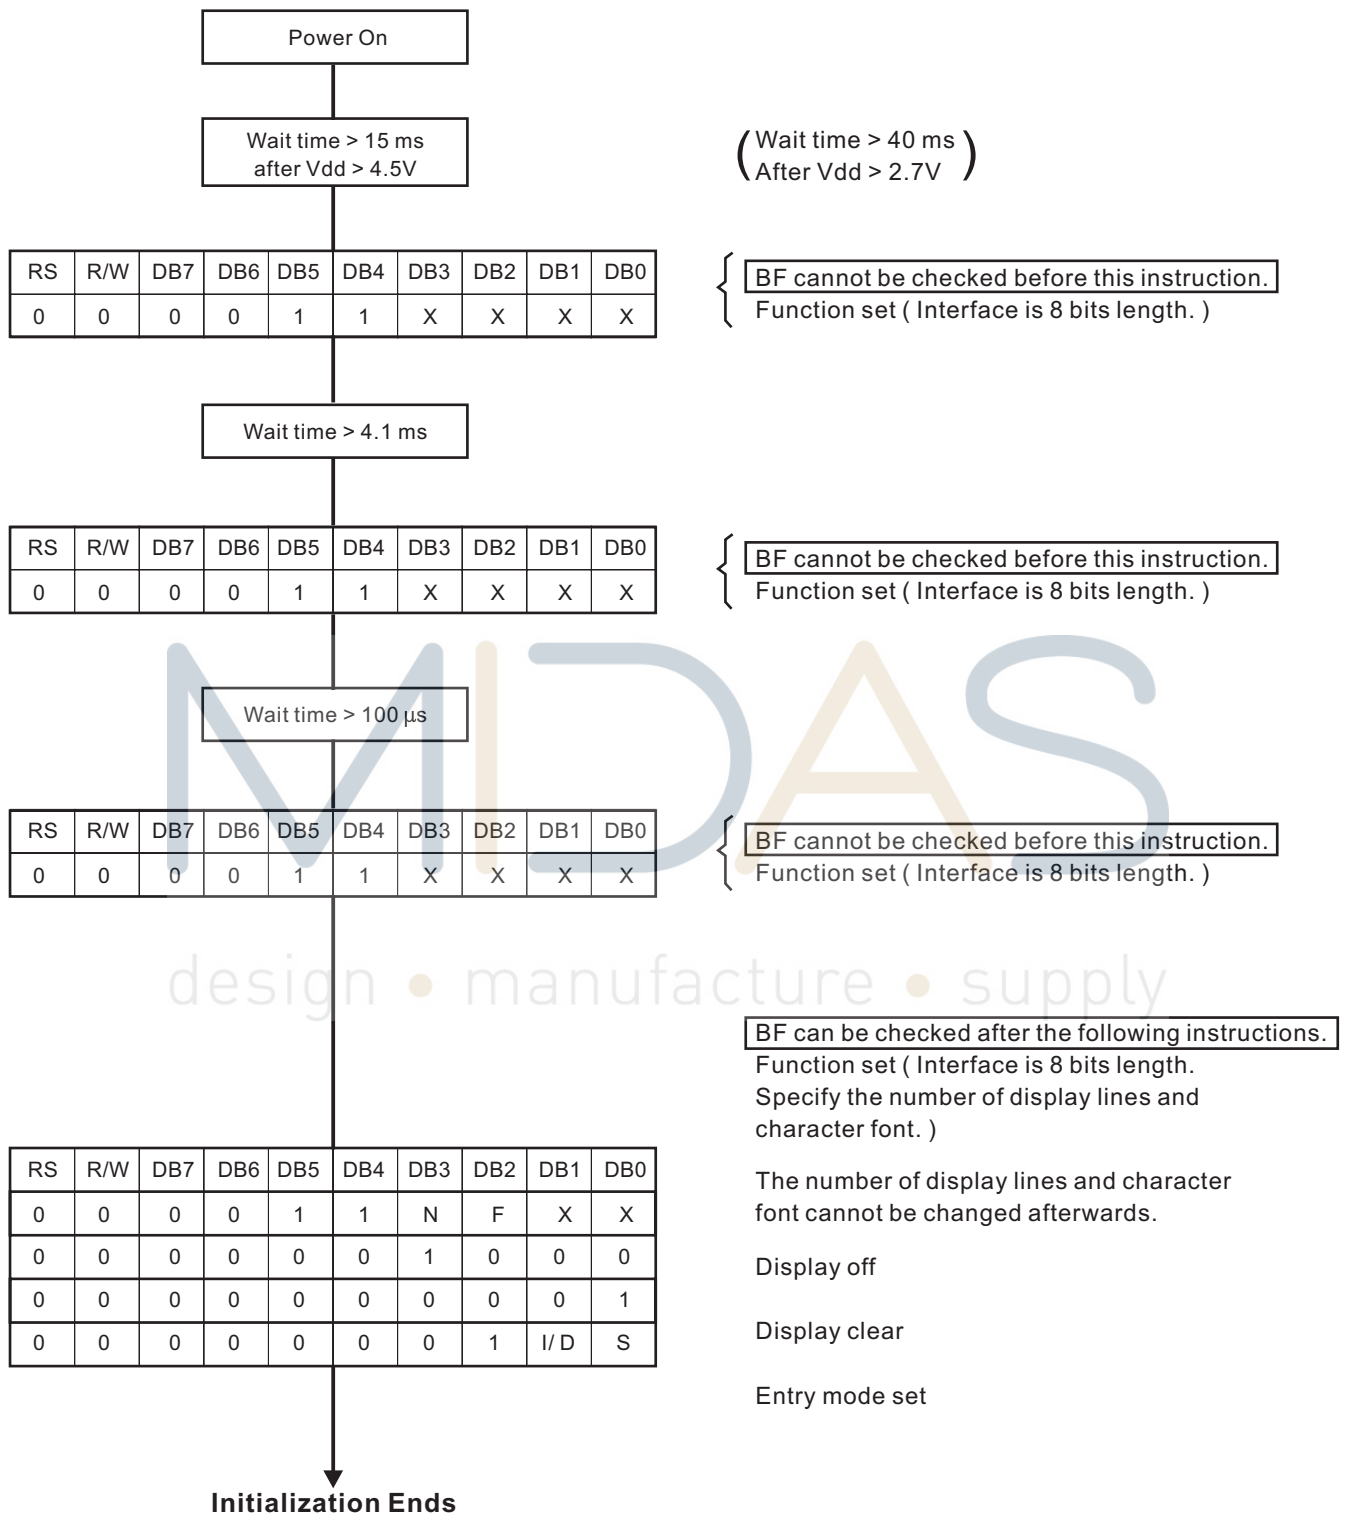 Power On
Wait time > 15 ms
after Vdd > 4.5V
(Wait time > 40 ms
After Vdd > 2.7V)
RS R/W DB7 DB6 DB5 DB4 DB3 DB2 DB1 DB0
0 0 0 0 1 1 X X X X
BF cannot be checked before this instruction.
Function set ( Interface is 8 bits length. )
Wait time > 4.1 ms
RS R/W DB7 DB6 DB5 DB4 DB3 DB2 DB1 DB0
0 0 0 0 1 1 X X X X
BF cannot be checked before this instruction.
Function set ( Interface is 8 bits length. )
MIDAS
Wait time > 100 µs
RS R/W DB7 DB6 DB5 DB4 DB3 DB2 DB1 DB0
0 0 0 0 1 1 X X X X
BF cannot be checked before this instruction.
Function set ( Interface is 8 bits length. )
design • manufacture • supply
BF can be checked after the following instructions.
Function set ( Interface is 8 bits length.
Specify the number of display lines and
character font. )
RS R/W DB7 DB6 DB5 DB4 DB3 DB2 DB1 DB0
0 0 0 0 1 1 N F X X
0 0 0 0 0 0 1 0 0 0
0 0 0 0 0 0 0 0 0 1
0 0 0 0 0 0 0 1 I/D S
The number of display lines and character
font cannot be changed afterwards.
Display off
Display clear
Entry mode set
Initialization Ends